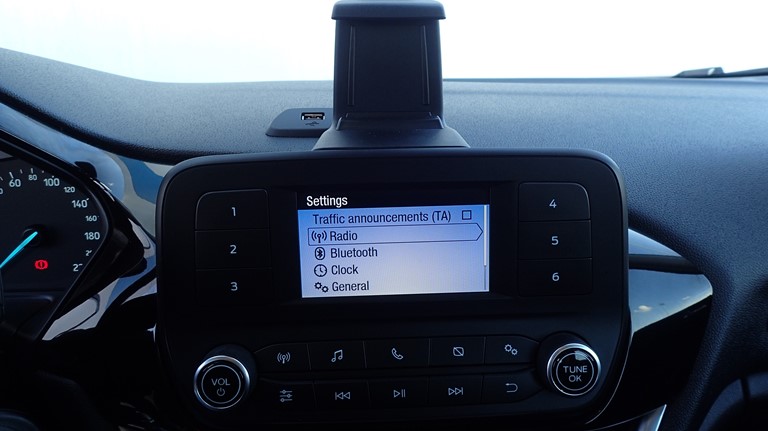 Settings
Traffic announcements (TA)
Radio
Bluetooth
Clock
General
1
2
3
4
5
6
VOL
TUNE
OK
60
80
100
120
140
160
180